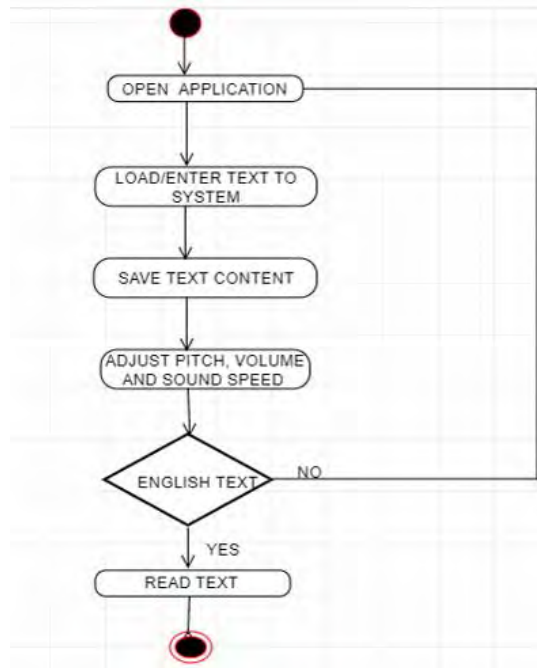 OPEN APPLICATION
LOAD/ENTER TEXT TO
SYSTEM
SAVE TEXT CONTENT
ADJUST PITCH, VOLUME
AND SOUND SPEED
ENGLISH TEXT
NO
YES
READ TEXT